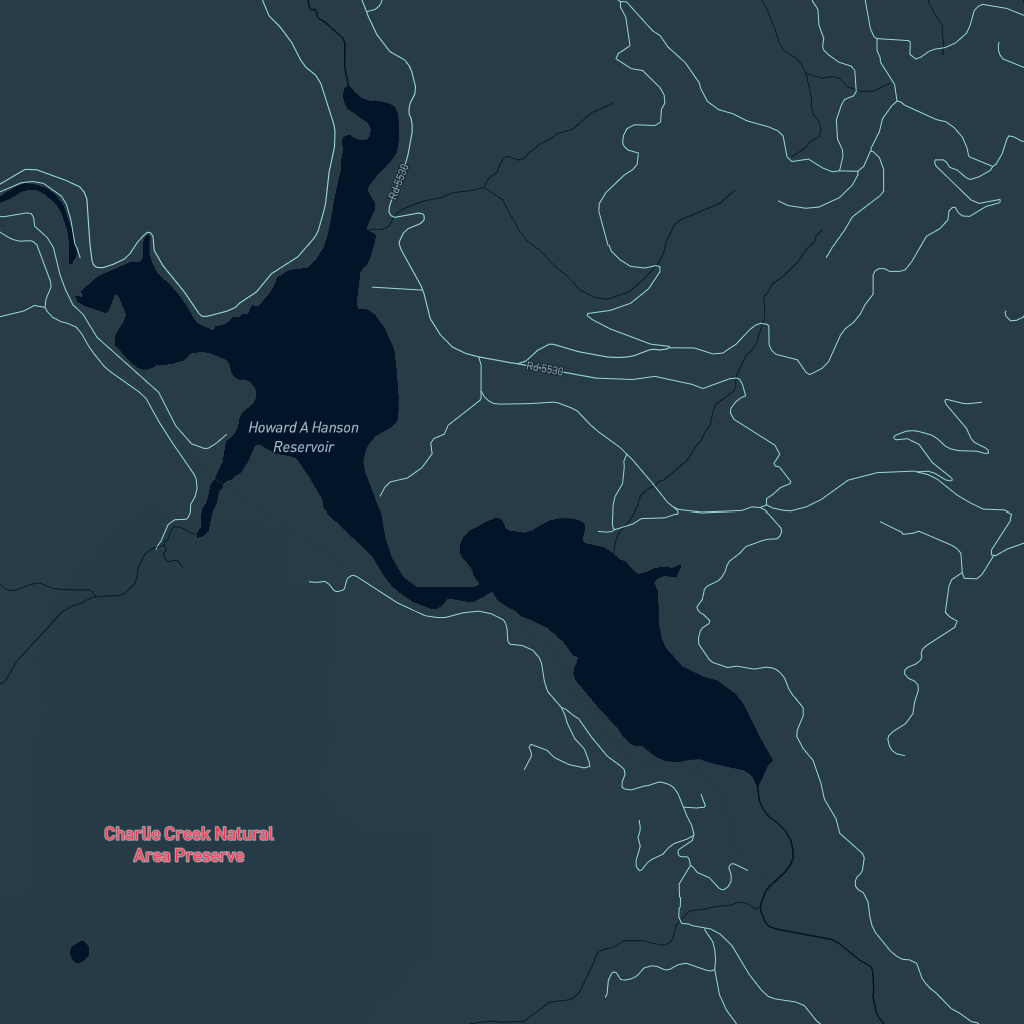 Rd 5530
Rd 5530
Howard A Hanson
Reservoir
Charlie Creek Natural
Area Preserve